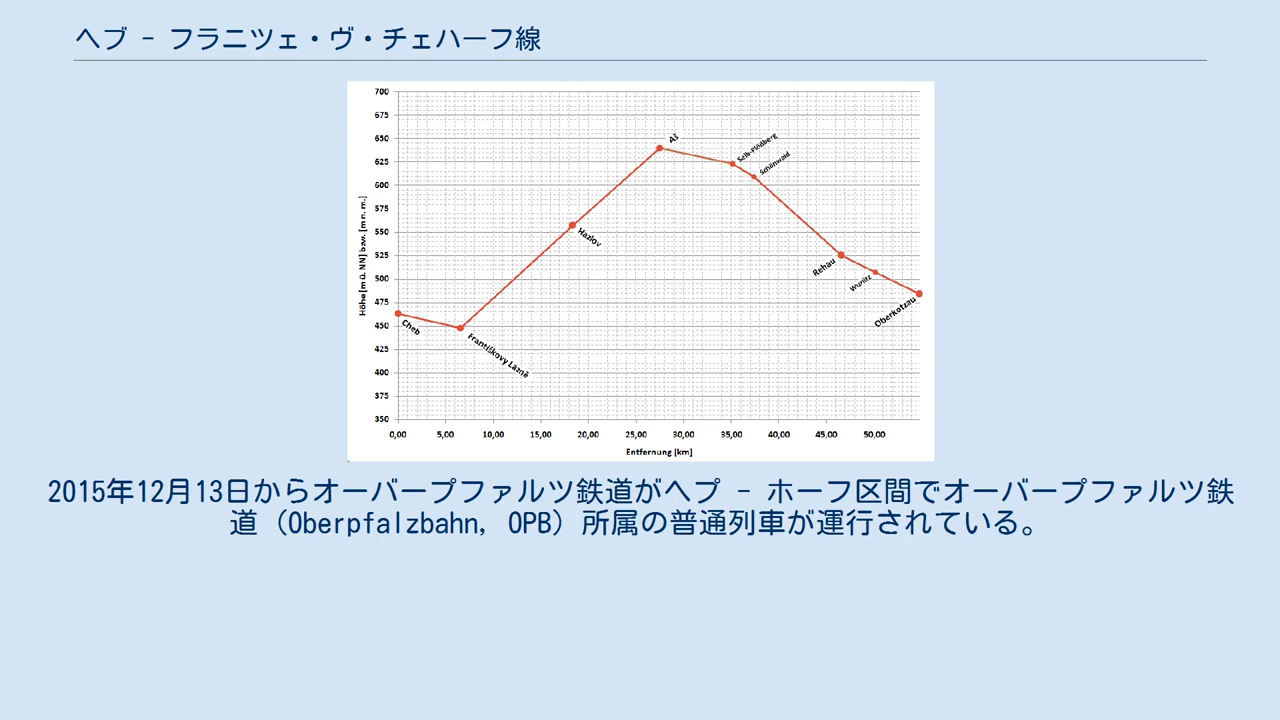 ヘブ - フラニツェ・ヴ・チェハーフ線
700
675
650
625
600
575
550
525
500
475
450
425
400
375
350
Höhe [m ü. NN] bzw. [m n. m.]
Cheb
Františkovy Lázně
Hazlov
Aš
Selb-Plößberg
Schönwald
Rehau
Wurlitz
Oberkotzau
0,00 5,00 10,00 15,00 20,00 25,00 30,00 35,00 40,00 45,00 50,00
Entfernung [km]
2015年12月13日からオーバープファルツ鉄道がヘプ - ホーフ区間でオーバープファルツ鉄
道（Oberpfalzbahn, OPB）所属の普通列車が運行されている。